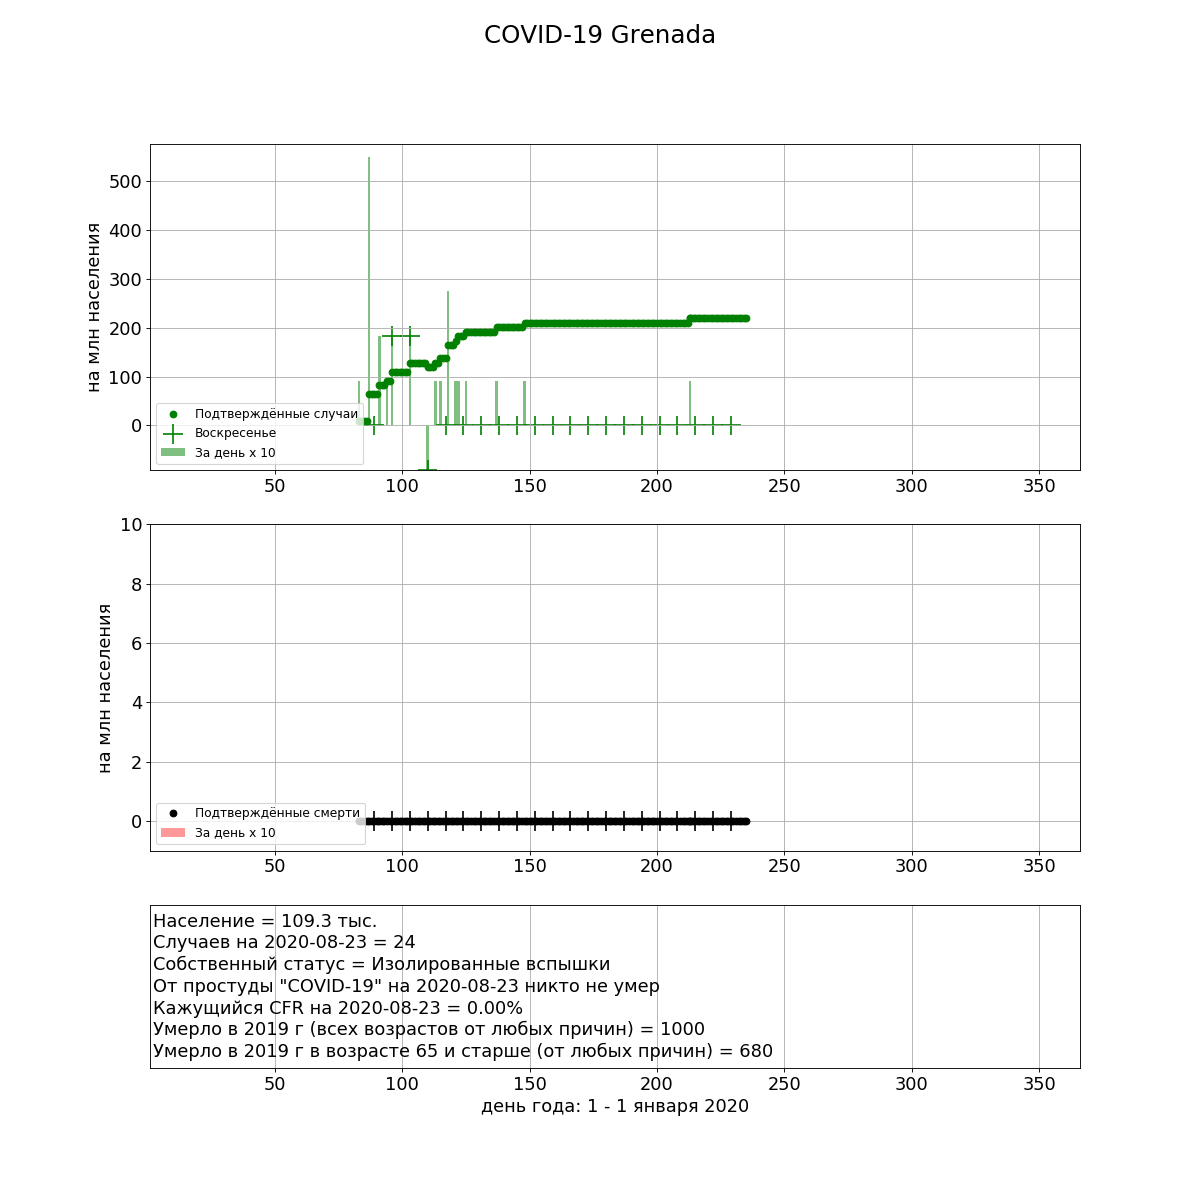 COVID-19 Grenada
на млн населения
500
400
300
200
100
0
Подтверждённые случаи
Воскресенье
За день x 10
50 100 150 200 250 300 350
на млн населения
10
8
6
4
2
0
Подтверждённые смерти
За день x 10
50 100 150 200 250 300 350
Население = 109.3 тыс.
Случаев на 2020-08-23 = 24
Собственный статус = Изолированные вспышки
От простуды "COVID-19" на 2020-08-23 никто не умер
Кажущийся CFR на 2020-08-23 = 0.00%
Умерло в 2019 г (всех возрастов от любых причин) = 1000
Умерло в 2019 г в возрасте 65 и старше (от любых причин) = 680
50 100 150 200 250 300 350
день года: 1 - 1 января 2020